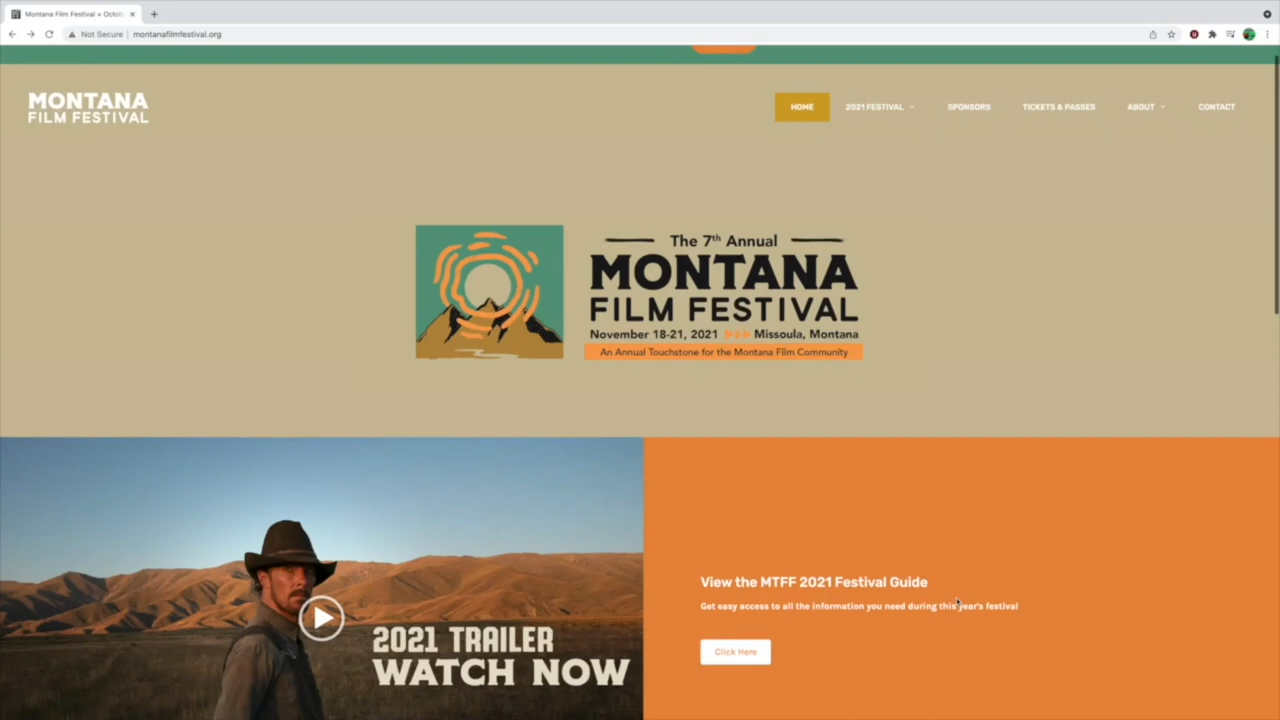 Montana Film Festival • Octob
Not Secure
montanafilmfestival.org
MONTANA
FILM FESTIVAL
HOME
2021 FESTIVAL
SPONSORS
TICKETS & PASSES
ABOUT
CONTACT
The 7th Annual
MONTANA
FILM FESTIVAL
November 18-21, 2021
Missoula, Montana
An Annual Touchstone for the Montana Film Community
2021 TRAILER
WATCH NOW
View the MTFF 2021 Festival Guide
Get easy access to all the information you need during this year's festival
Click Here